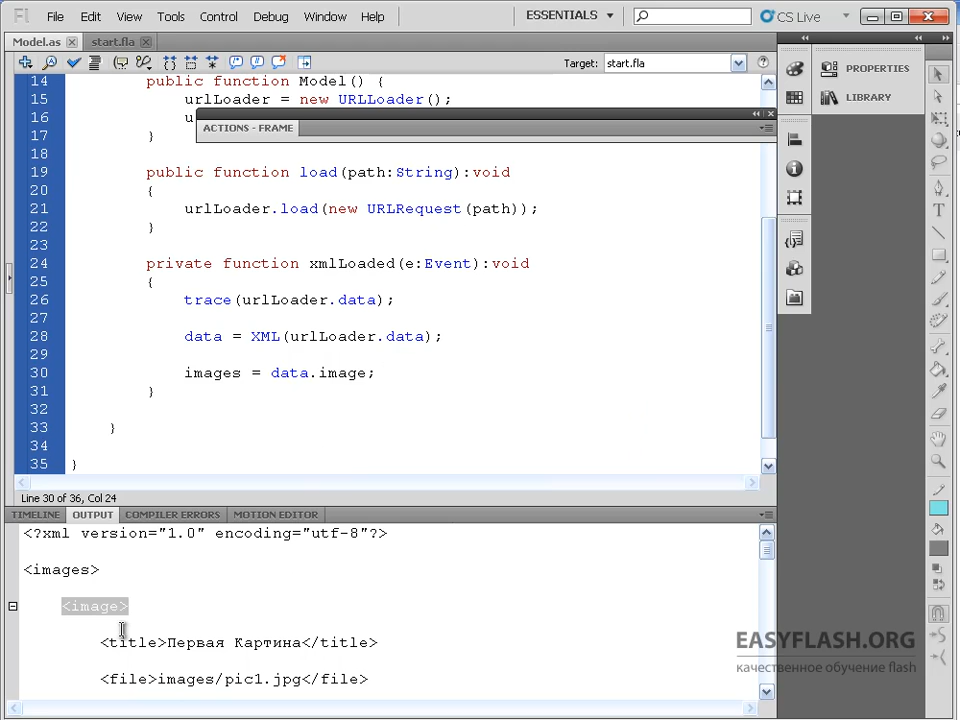 Fl File Edit View Tools Control Debug Window Help ESSENTIALS CS Live
Model.as start.fla
Target: start.fla
14 public function Model() {
15 urlLoader = new URLLoader();
16 u
ACTIONS - FRAME
17 }
18
19 public function load(path:String):void
20 {
21 urlLoader.load(new URLRequest(path));
22 }
23
24 private function xmlLoaded(e:Event):void
25 {
26 trace(urlLoader.data);
27
28 data = XML(urlLoader.data);
29
30 images = data.image;
31 }
32
33 }
34
35 }
Line 30 of 36, Col 24
PROPERTIES
LIBRARY
TIMELINE OUTPUT COMPILER ERRORS MOTION EDITOR
<?xml version="1.0" encoding="utf-8"?>
<images>
<image>
<title>Первая Картина</title>
<file>images/pic1.jpg</file>
EASYFLASH.ORG
качественное обучение flash